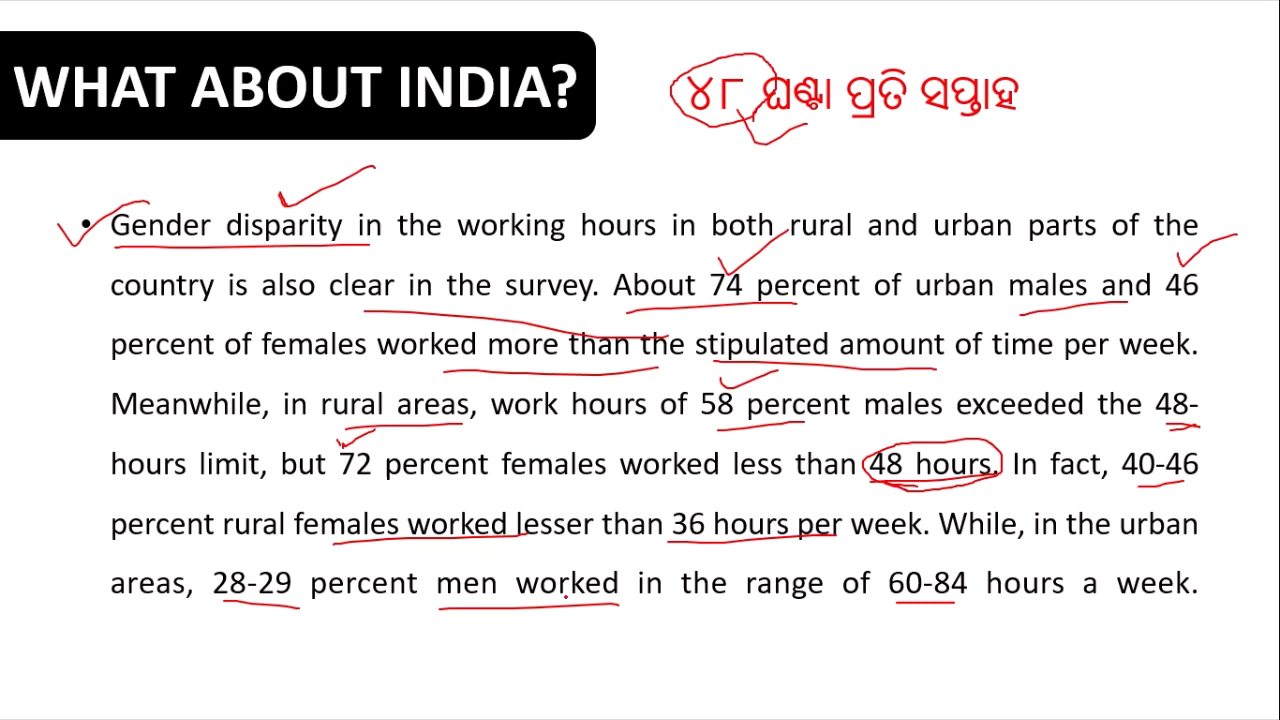 WHAT ABOUT INDIA?
୪୮ ଘଣ୍ଟା ପ୍ରତି ସପ୍ତାହ
• Gender disparity in the working hours in both rural and urban parts of the
country is also clear in the survey. About 74 percent of urban males and 46
percent of females worked more than the stipulated amount of time per week.
Meanwhile, in rural areas, work hours of 58 percent males exceeded the 48-
hours limit, but 72 percent females worked less than 48 hours. In fact, 40-46
percent rural females worked lesser than 36 hours per week. While, in the urban
areas, 28-29 percent men worked in the range of 60-84 hours a week.